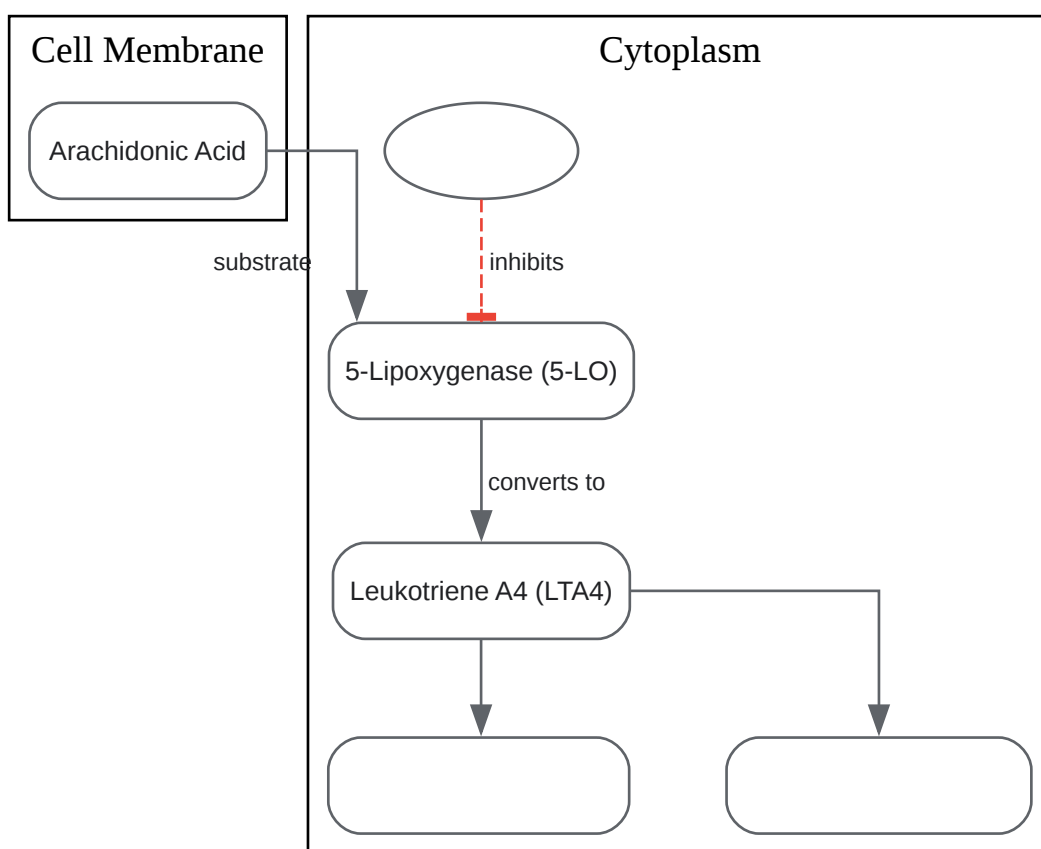 Cell Membrane
Cytoplasm
Arachidonic Acid
substrate
inhibits
5-Lipoxygenase (5-LO)
converts to
Leukotriene A4 (LTA4)